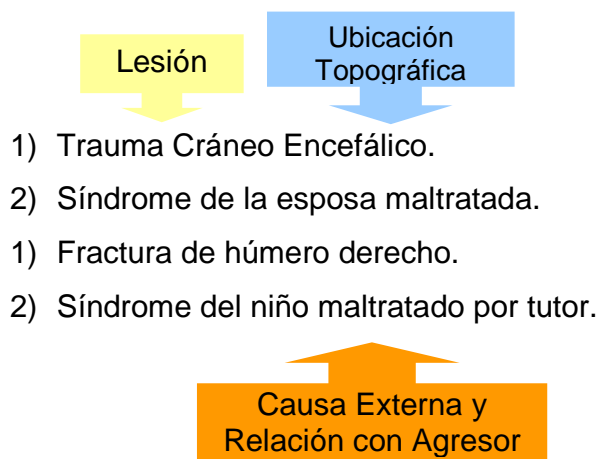 Lesión
Ubicación
Topográfica
1) Trauma Cráneo Encefálico.
2) Síndrome de la esposa maltratada.
1) Fractura de húmero derecho.
2) Síndrome del niño maltratado por tutor.
Causa Externa y
Relación con Agresor